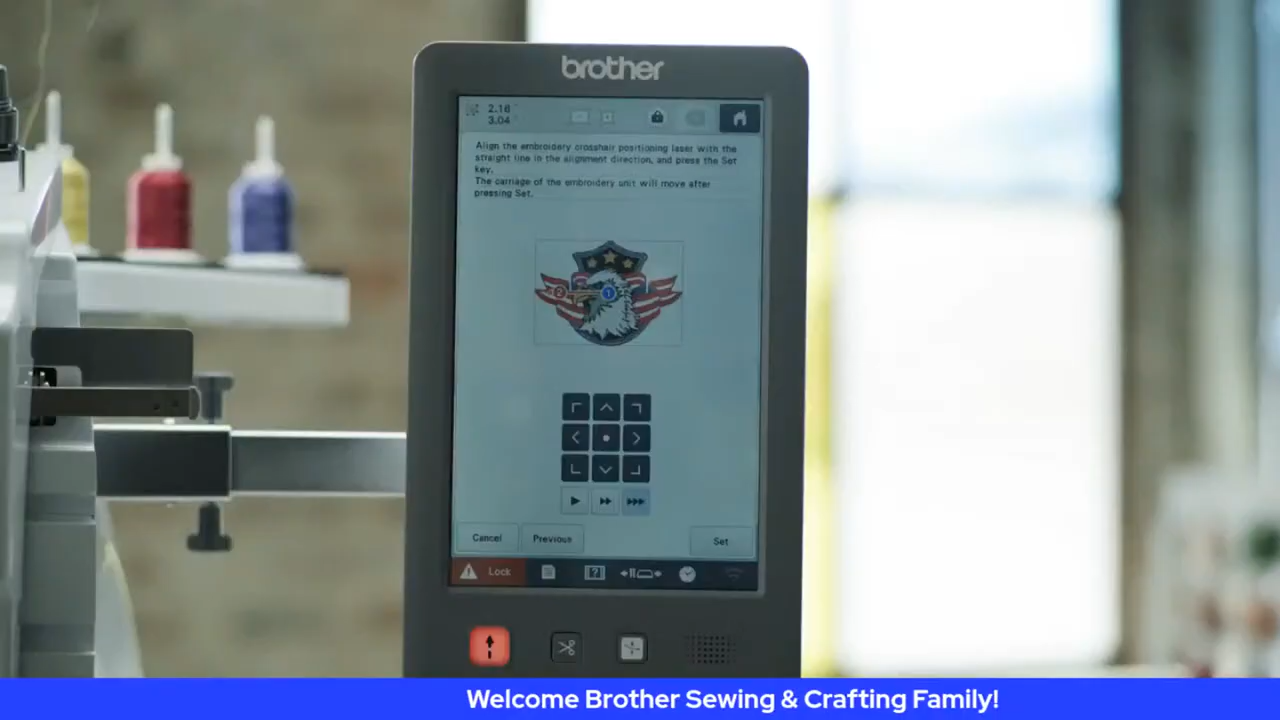 brother
2.16"
3.04"
Align the embroidery crosshair positioning laser with the
straight line in the alignment direction, and press the Set
key.
The carriage of the embroidery unit will move after
pressing Set.
2
1
Cancel
Previous
Set
Lock
Welcome Brother Sewing & Crafting Family!